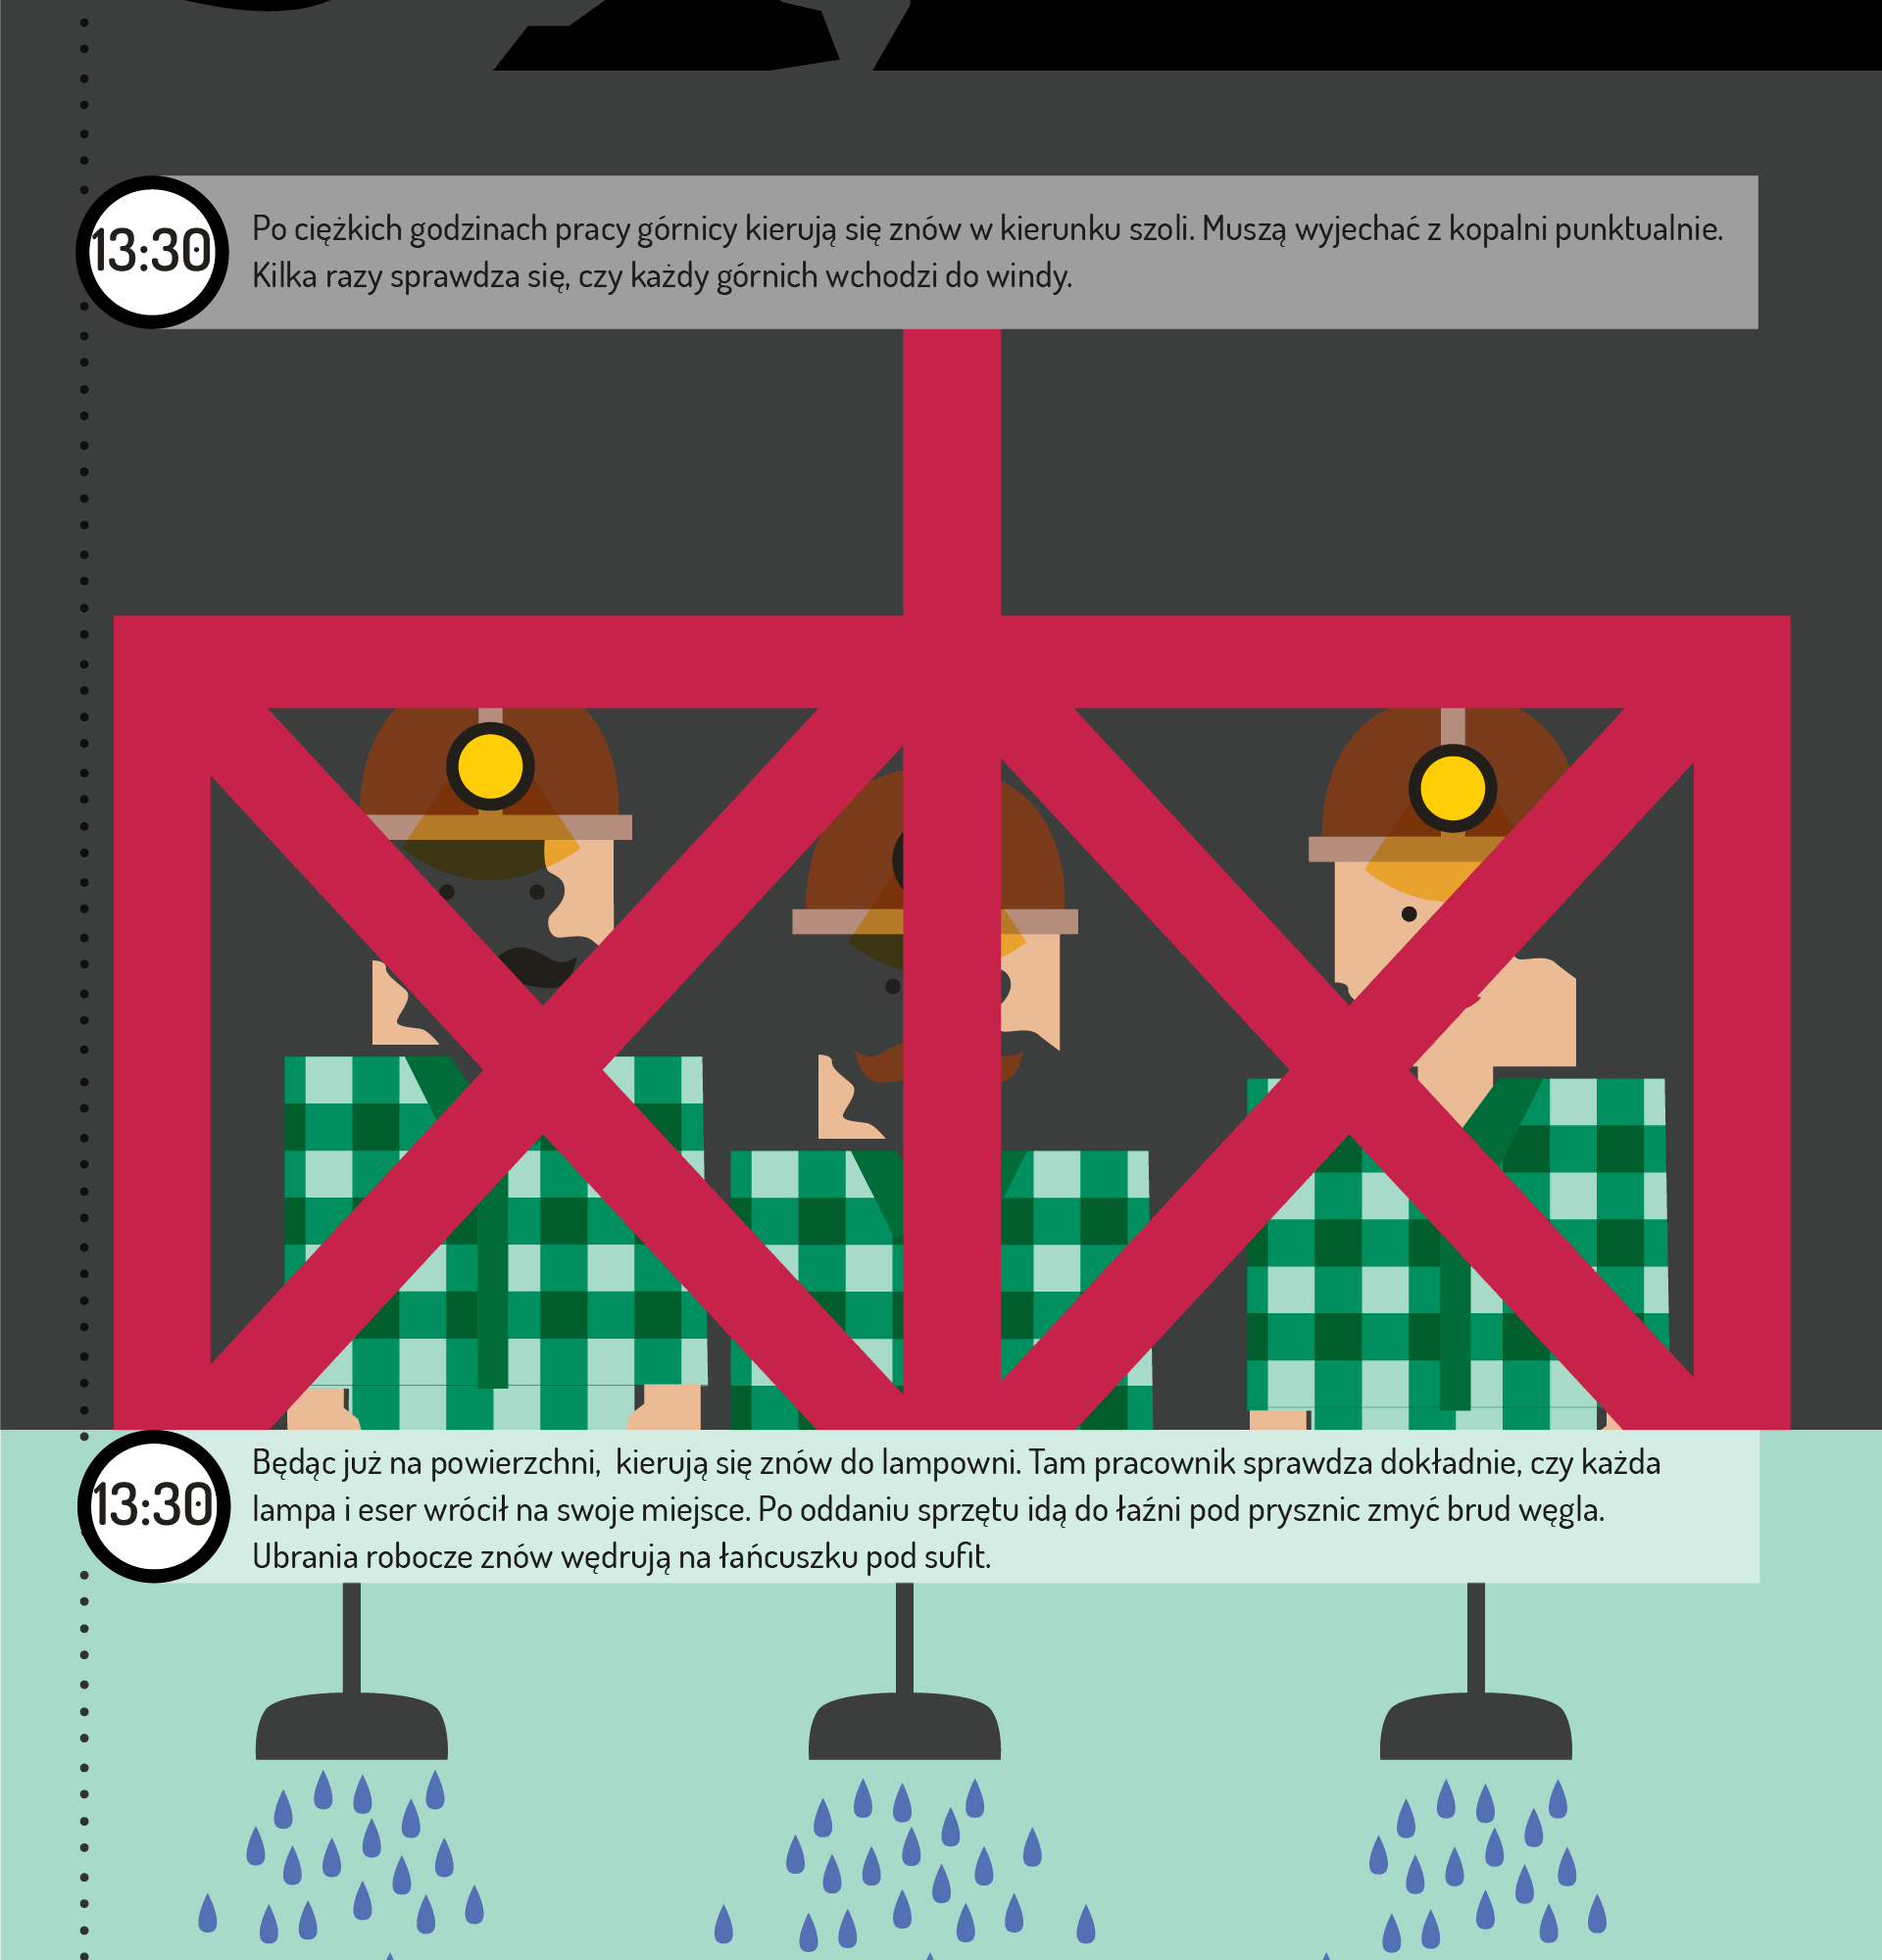 13:30
Po ciężkich godzinach pracy górnicy kierują się znów w kierunku szoli. Muszą wyjechać z kopalni punktualnie.
Kilka razy sprawdza się, czy każdy górnich wchodzi do windy.
13:30
Będąc już na powierzchni,  kierują się znów do lampowni. Tam pracownik sprawdza dokładnie, czy każda
lampa i eser wrócił na swoje miejsce. Po oddaniu sprzętu idą do łaźni pod prysznic zmyć brud węgla.
Ubrania robocze znów wędrują na łańcuszku pod sufit.